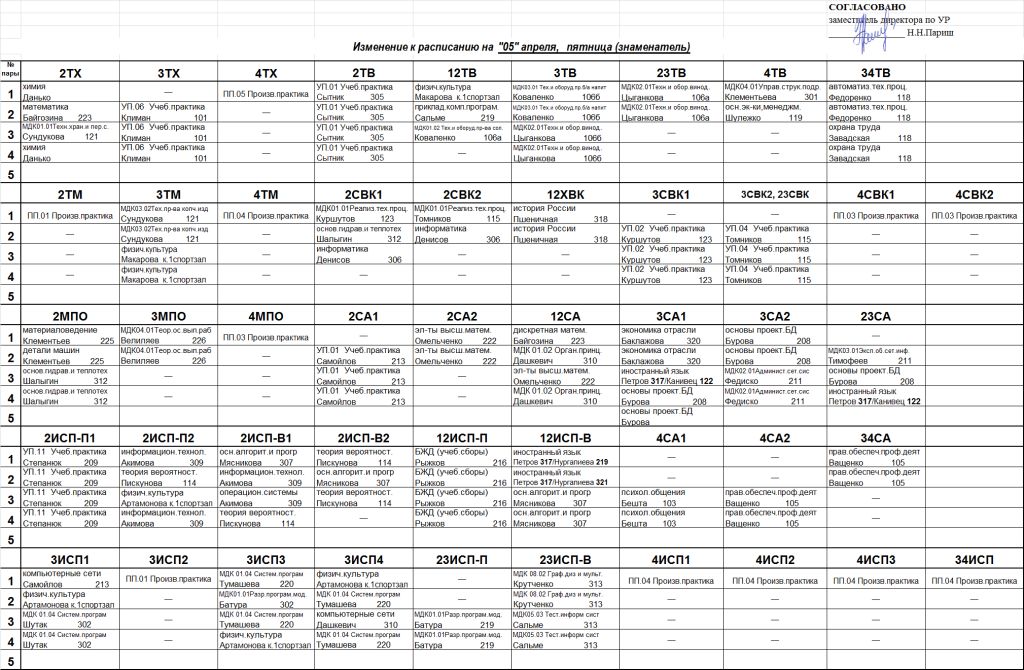 СОГЛАСОВАНО
заместитель директора по УР
Н.Н.Париш
Изменение к расписанию на "05" апреля, пятница (знаменатель)
№ пары 2ТХ 3ТХ 4ТХ 2ТВ 12ТВ 3ТВ 23ТВ 4ТВ 34ТВ
химия — ПП.05 Произв.практика УП.01 Учеб.практика физич.культура МДК03.01 Тех.и оборуд.пр.б/а напит МДК02.01Техн.и обор.винод. МДК04.01Управ.струк.подр. автоматиз.тех.проц.
1 Данько Сытник 305 Макарова к.1спортзал Коваленко 106б Цыганкова 106а Клементьева 301 Федоренко 118
математика УП.06 Учеб.практика — УП.01 Учеб.практика приклад.комп.програм. МДК03.01 Тех.и оборуд.пр.б/а напит МДК02.01Техн.и обор.винод. осн.эк-ки,менеджм. автоматиз.тех.проц.
2 Байгозина 223 Климан 101 Сытник 305 Сальме 219 Коваленко 106б Цыганкова 106а Шулежко 119 Федоренко 118
МДК01.01Техн.хран.и пер.с. УП.06 Учеб.практика — УП.01 Учеб.практика МДК01.02 Тех.и оборуд.пр-ва сол. МДК02.01Техн.и обор.винод. — — охрана труда
3 Сундукова 121 Климан 101 Сытник 305 Коваленко 106а Цыганкова 106б Завадская 118
химия УП.06 Учеб.практика — УП.01 Учеб.практика — МДК02.01Техн.и обор.винод. — — охрана труда
4 Данько Климан 101 Сытник 305 Цыганкова 106б Завадская 118
5
2ТМ 3ТМ 4ТМ 2СВК1 2СВК2 12ХВК 3СВК1 3СВК2, 23СВК 4СВК1 4СВК2
ПП.01 Произв.практика МДК03.02Тех.пр-ва копч.изд ПП.04 Произв.практика МДК01.01Реализ.тех.проц. МДК01.01Реализ.тех.проц. история России — — ПП.03 Произв.практика ПП.03 Произв.практика
1 Сундукова 121 Куршутов 123 Томников 115 Пшеничная 318
— МДК03.02Тех.пр-ва копч.изд — основ.гидрав.и теплотех информатика история России УП.02 Учеб.практика УП.04 Учеб.практика — —
2 Сундукова 121 Шалыгин 312 Денисов 306 Пшеничная 318 Куршутов 123 Томников 115
— физич.культура — информатика — — УП.02 Учеб.практика УП.04 Учеб.практика — —
3 Макарова к.1спортзал Денисов 306 Куршутов 123 Томников 115
— физич.культура — — — — УП.02 Учеб.практика УП.04 Учеб.практика — —
4 Макарова к.1спортзал Куршутов 123 Томников 115
5
2МПО 3МПО 4МПО 2СА1 2СА2 12СА 3СА1 3СА2 23СА
материаловедение МДК04.01Теор.ос.вып.раб ПП.03 Произв.практика — эл-ты высш.матем. дискретная матем. экономика отрасли основы проект.БД —
1 Клементьев 225 Велиляев 226 Омельченко 222 Байгозина 223 Баклажова 320 Бурова 208
детали машин МДК04.01Теор.ос.вып.раб — УП.01 Учеб.практика эл-ты высш.матем. МДК 01.02 Орган.принц. экономика отрасли основы проект.БД МДК03.01Экспл.об.сет.инф.
2 Клементьев 225 Велиляев 226 Самойлов 213 Омельченко 222 Дашкевич 310 Баклажова 320 Бурова 208 Тимофеев 211
основ.гидрав.и теплотех — — УП.01 Учеб.практика — эл-ты высш.матем. иностранный язык МДК02.01Админист.сет.сис основы проект.БД
3 Шалыгин 312 Самойлов 213 Омельченко 222 Петров 317/Канивец 122 Федиско 211 Бурова 208
основ.гидрав.и теплотех — — УП.01 Учеб.практика — МДК 01.02 Орган.принц. основы проект.БД МДК02.01Админист.сет.сис иностранный язык
4 Шалыгин 312 Самойлов 213 Дашкевич 310 Бурова 208 Федиско 211 Петров 317/Канивец 122
основы проект.БД
5 Бурова
2ИСП-П1 2ИСП-П2 2ИСП-В1 2ИСП-В2 12ИСП-П 12ИСП-В 4СА1 4СА2 34СА
УП.11 Учеб.практика информацион.технол. осн.алгорит.и прогр теория вероятност. БЖД (учеб.сборы) иностранный язык — — прав.обеспеч.проф.деят
1 Степанюк 209 Акимова 309 Мясникова 307 Пискунова 114 Рыжков 216 Петров 317/Нургалиева 219 Ващенко 105
УП.11 Учеб.практика теория вероятност. информацион.технол. осн.алгорит.и прогр БЖД (учеб.сборы) иностранный язык — — прав.обеспеч.проф.деят
2 Степанюк 209 Пискунова 114 Акимова 309 Мясникова 307 Рыжков 216 Петров 317/Нургалиева 321 Ващенко 105
УП.11 Учеб.практика физич.культура операцион.системы теория вероятност. БЖД (учеб.сборы) осн.алгорит.и прогр психол.общения прав.обеспеч.проф.деят —
3 Степанюк 209 Артамонова к.1спортзал Акимова 309 Пискунова 114 Рыжков 216 Мясникова 307 Бешта 103 Ващенко 105
УП.11 Учеб.практика информацион.технол. теория вероятност. — БЖД (учеб.сборы) осн.алгорит.и прогр психол.общения прав.обеспеч.проф.деят —
4 Степанюк 209 Акимова 309 Пискунова 114 Рыжков 216 Мясникова 307 Бешта 103 Ващенко 105
5
3ИСП1 3ИСП2 3ИСП3 3ИСП4 23ИСП-П 23ИСП-В 4ИСП1 4ИСП2 4ИСП3 34ИСП
компьютерные сети ПП.01 Произв.практика МДК 01.04 Систем.програм физич.культура — МДК 08.02 Граф.диз и мульт. ПП.04 Произв.практика ПП.04 Произв.практика ПП.04 Произв.практика ПП.04 Произв.практика
1 Самойлов 213 Тумашева 220 Артамонова к.1спортзал Крутченко 313
физич.культура — МДК01.01Разр.програм.мод. МДК 01.04 Систем.програм — МДК 08.02 Граф.диз и мульт. — — — —
2 Артамонова к.1спортзал Батура 302 Тумашева 220 Крутченко 313
МДК 01.04 Систем.програм — МДК 01.04 Систем.програм компьютерные сети МДК01.01Разр.програм.мод. МДК05.03 Тест.информ сист — — — —
3 Шутак 302 Тумашева 220 Дашкевич 310 Батура 219 Сальме 313
МДК 01.04 Систем.програм — физич.культура МДК 01.04 Систем.програм МДК01.01Разр.програм.мод. МДК05.03 Тест.информ сист — — — —
4 Шутак 302 Артамонова к.1спортзал Тумашева 220 Батура 219 Сальме 313
5